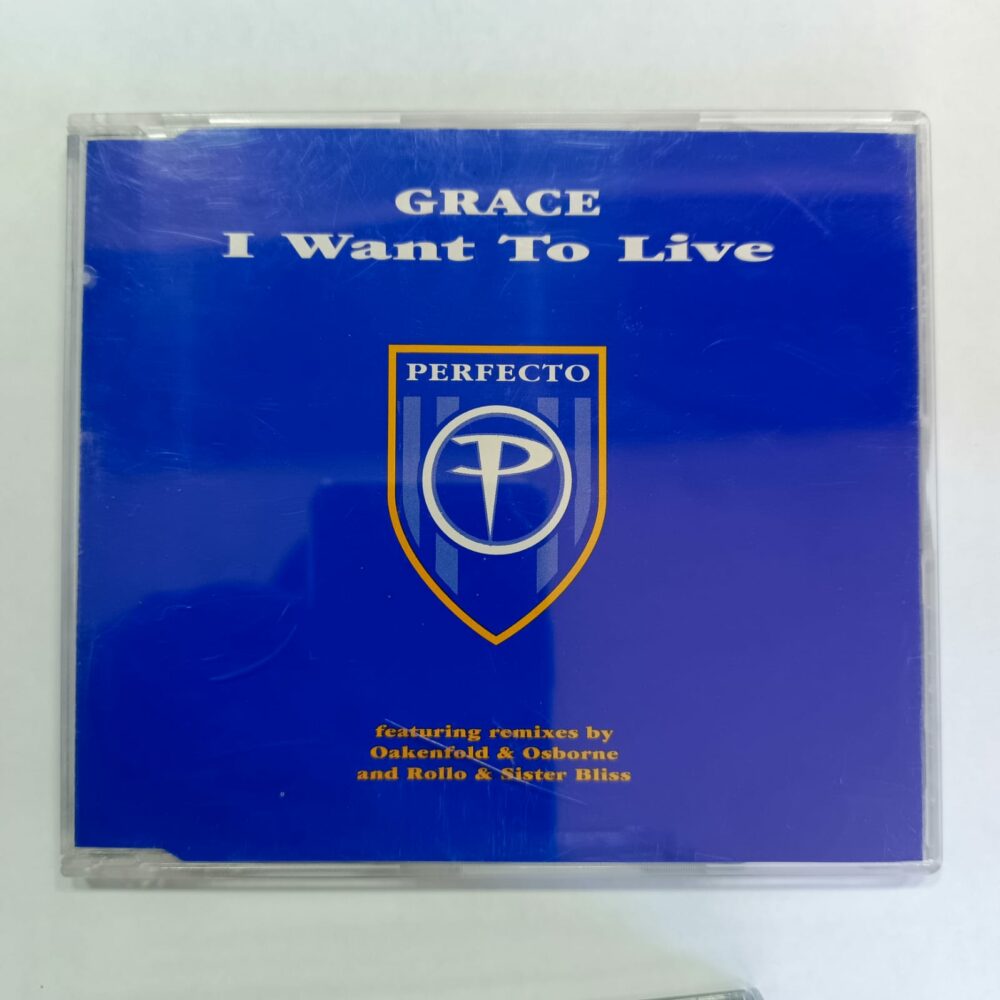 GRACE
I Want To Live
PERFECTO
P
featuring remixes by
Oakenfold & Osborne
and Rollo & Sister Bliss